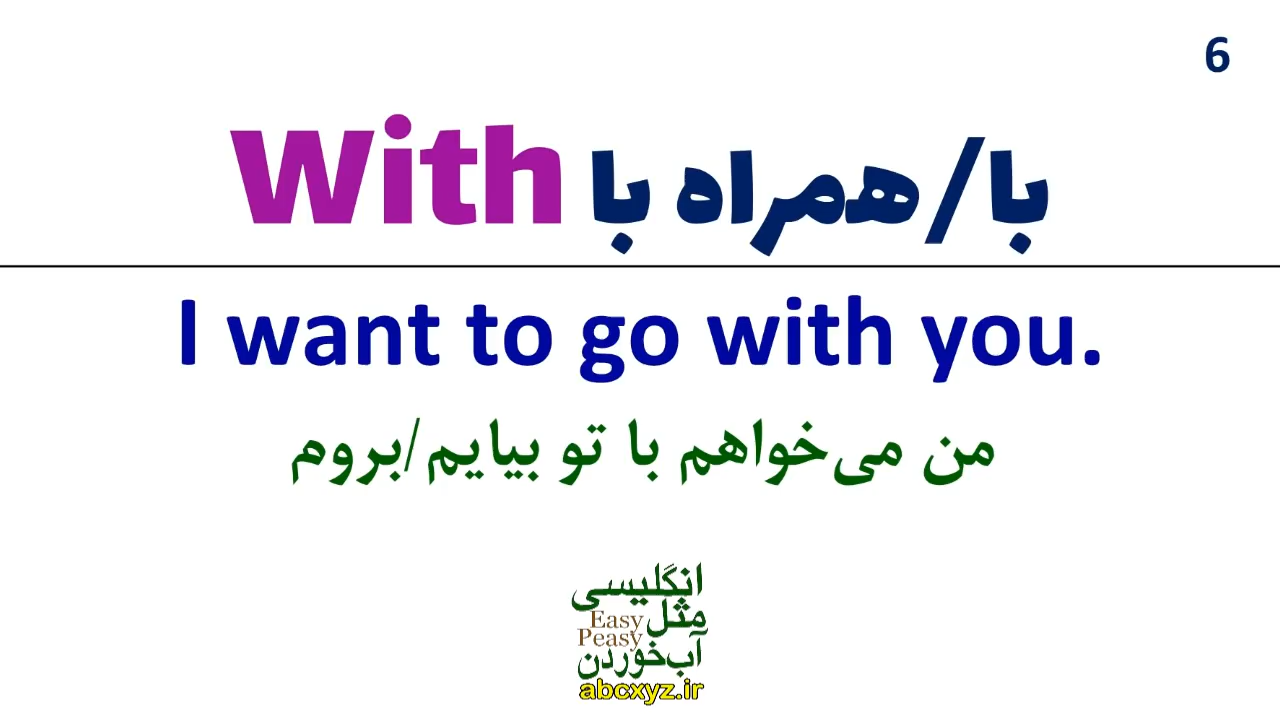 6
With با/همراه با
I want to go with you.
من می‌خواهم با تو بیایم/بروم
انگلیسی
مثل Easy
Peasy
آب‌خوردن
abcxyz.ir